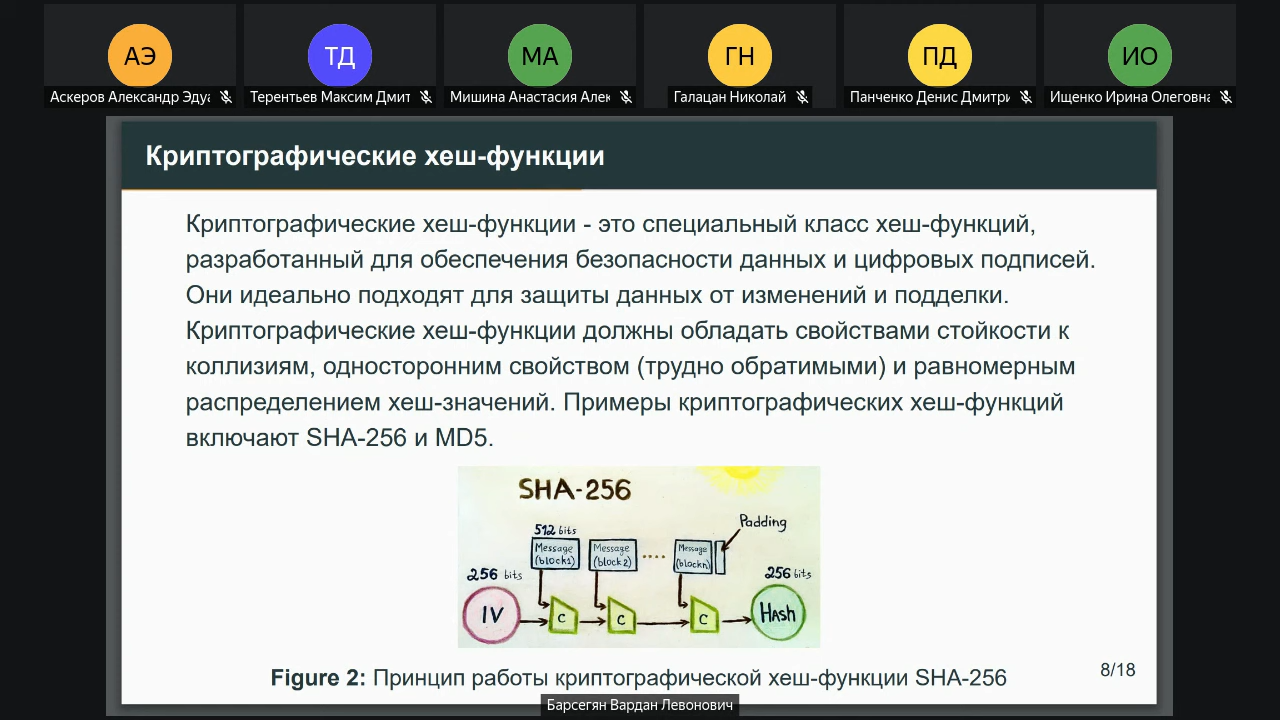 АЭ
ТД
МА
ГН
ПД
ИО
Аскеров Александр Эдуа
Терентьев Максим Дмит
Мишина Анастасия Алек
Галацан Николай
Панченко Денис Дмитри
Ищенко Ирина Олеговна
Криптографические хеш-функции
Криптографические хеш-функции - это специальный класс хеш-функций,
разработанный для обеспечения безопасности данных и цифровых подписей.
Они идеально подходят для защиты данных от изменений и подделки.
Криптографические хеш-функции должны обладать свойствами стойкости к
коллизиям, односторонним свойством (трудно обратимыми) и равномерным
распределением хеш-значений. Примеры криптографических хеш-функций
включают SHA-256 и MD5.
SHA-256
Padding
512 bits
Message
(block1)
Message
(block2)
....
Message
(blockn)
256 bits
256 bits
IV
C
C
C
Hash
Figure 2: Принцип работы криптографической хеш-функции SHA-256
8/18
Барсегян Вардан Левонович